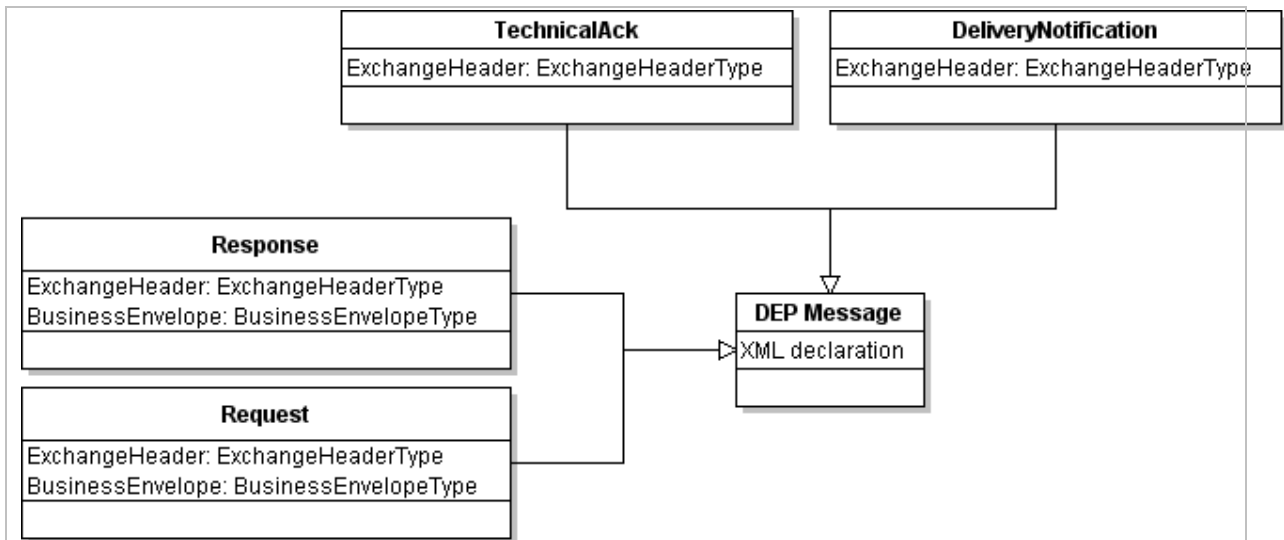 TechnicalAck
ExchangeHeader: ExchangeHeaderType
DeliveryNotification
ExchangeHeader: ExchangeHeaderType
Response
ExchangeHeader: ExchangeHeaderType
BusinessEnvelope: BusinessEnvelopeType
DEP Message
XML declaration
Request
ExchangeHeader: ExchangeHeaderType
BusinessEnvelope: BusinessEnvelopeType